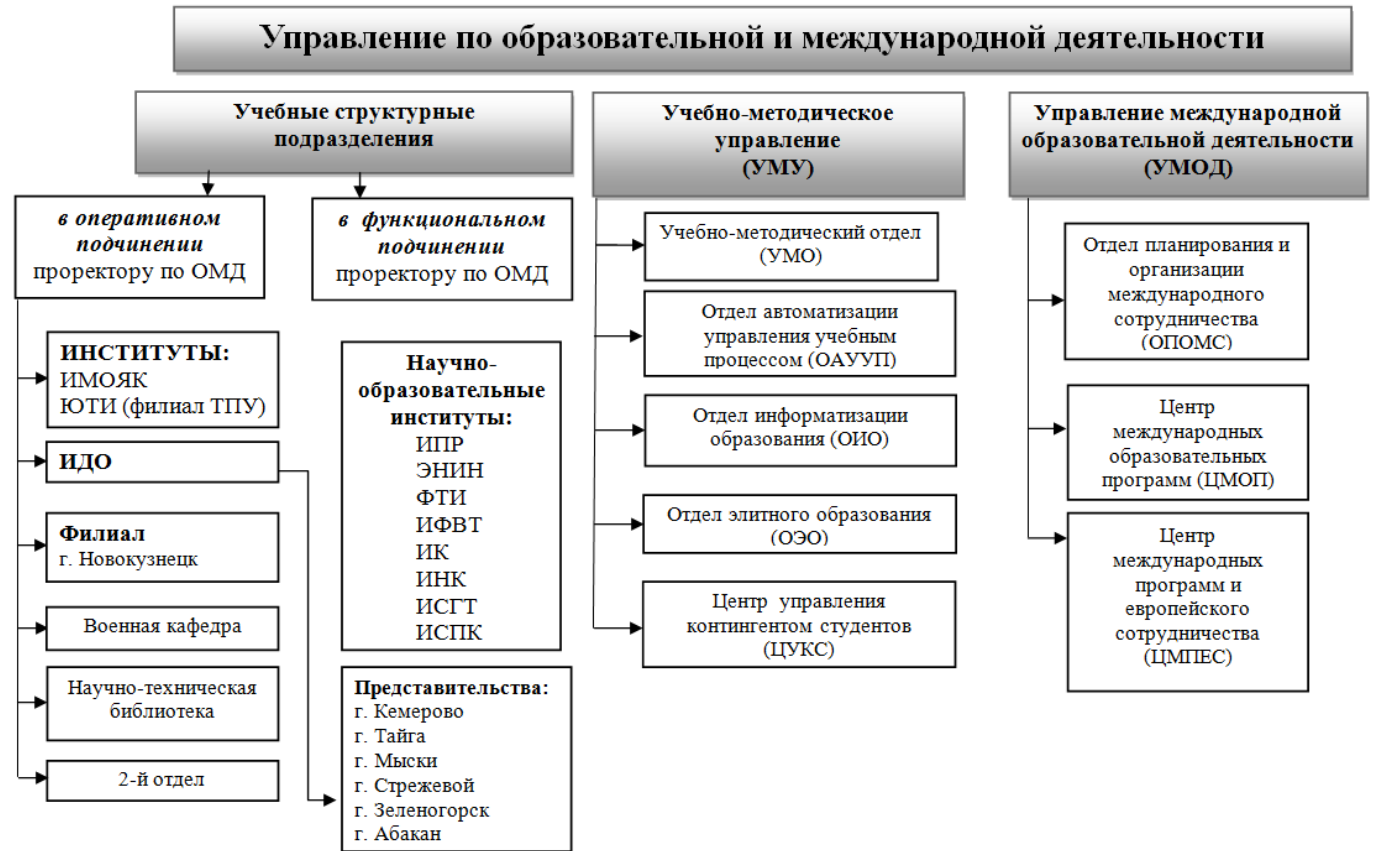 Управление по образовательной и международной деятельности
Учебные структурные
подразделения
в оперативном
подчинении
проректору по ОМД
ИНСТИТУТЫ:
ИМОЯК
ЮТИ (филиал ТПУ)
ИДО
Филиал
г. Новокузнецк
Военная кафедра
Научно-техническая
библиотека
2-й отдел
в функциональном
подчинении
проректору по ОМД
Научно-
образовательные
институты:
ИПР
ЭНИН
ФТИ
ИФВТ
ИК
ИНК
ИСГТ
ИСПК
Представительства:
г. Кемерово
г. Тайга
г. Мыски
г. Стрежевой
г. Зеленогорск
г. Абакан
Учебно-методическое
управление
(УМУ)
Учебно-методический отдел
(УМО)
Отдел автоматизации
управления учебным
процессом (ОАУУП)
Отдел информатизации
образования (ОИО)
Отдел элитного образования
(ОЭО)
Центр управления
контингентом студентов
(ЦУКС)
Управление международной
образовательной деятельности
(УМОД)
Отдел планирования и
организации
международного
сотрудничества
(ОПОМС)
Центр
международных
образовательных
программ (ЦМОП)
Центр
международных
программ и
европейского
сотрудничества
(ЦМПЕС)